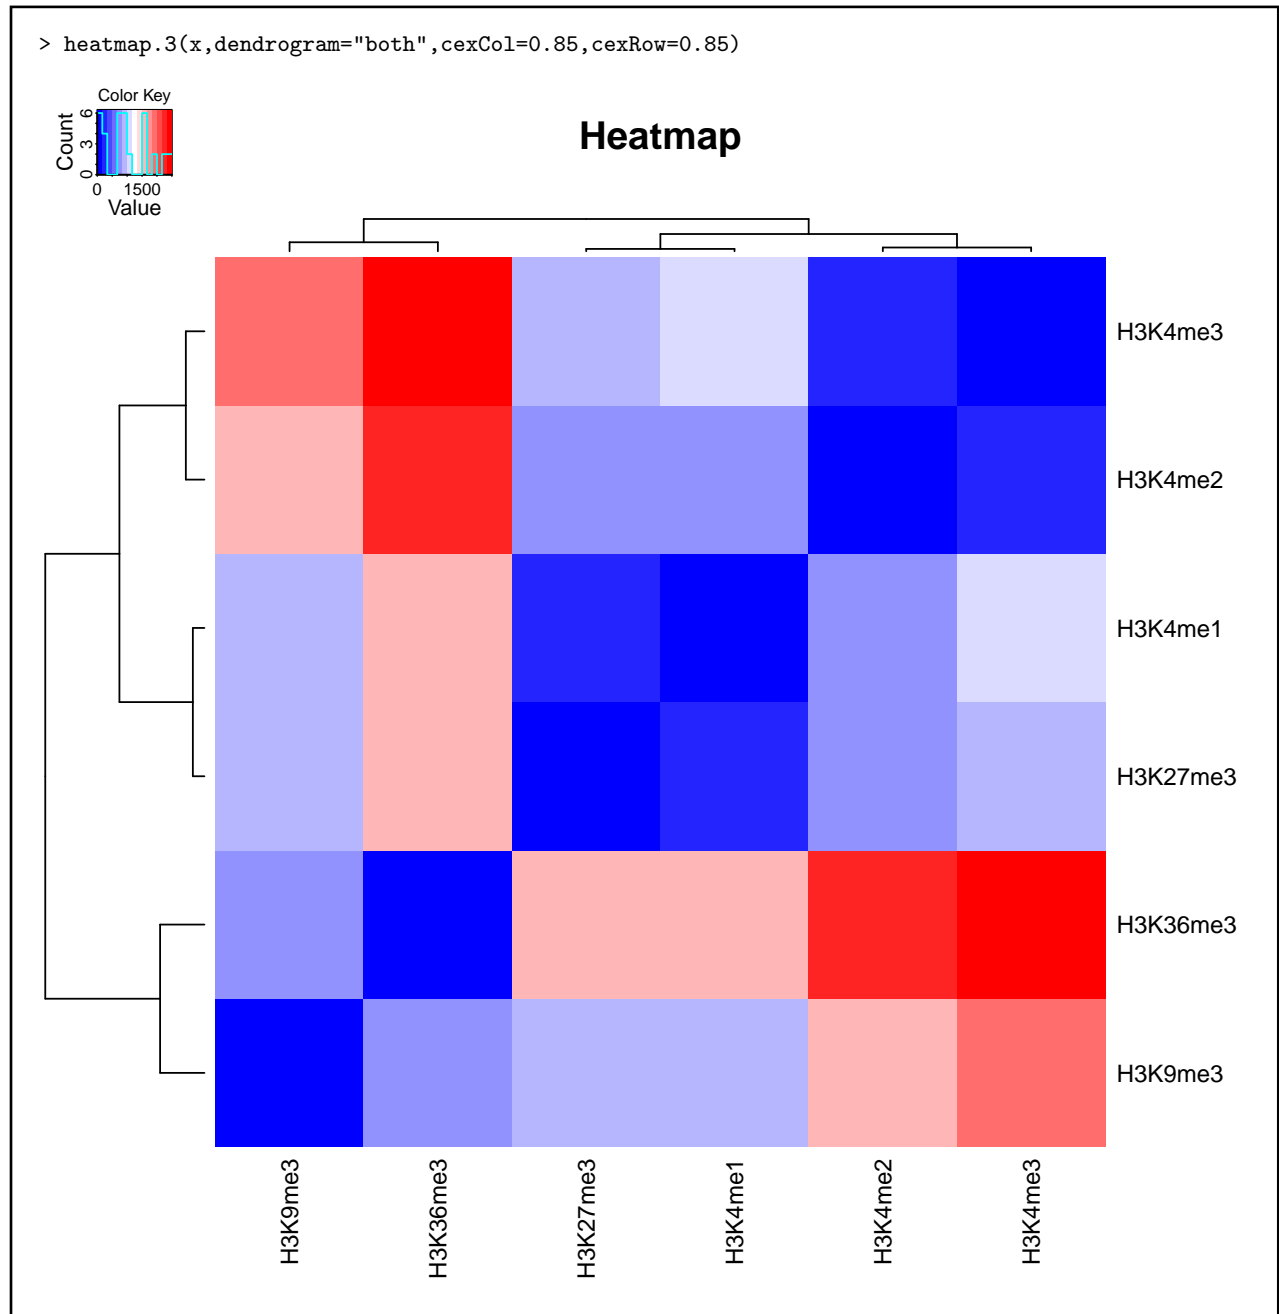 > heatmap.3(x,dendrogram="both",cexCol=0.85,cexRow=0.85)
Color Key
Count
0 3 6
0 1500
Value
Heatmap
H3K4me3
H3K4me2
H3K4me1
H3K27me3
H3K36me3
H3K9me3
H3K9me3
H3K36me3
H3K27me3
H3K4me1
H3K4me2
H3K4me3